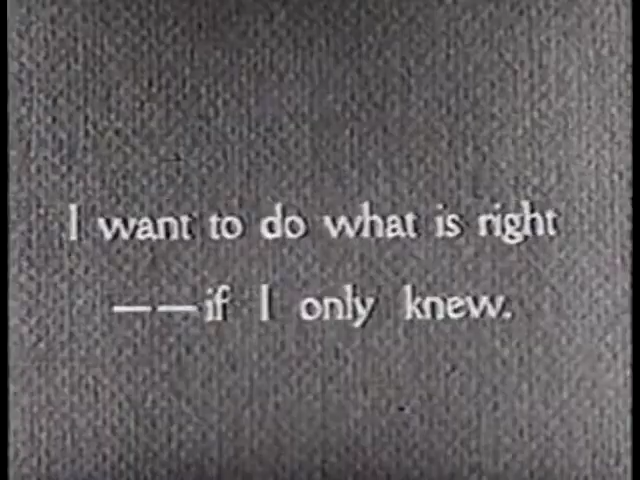 I want to do what is right
——if I only knew.